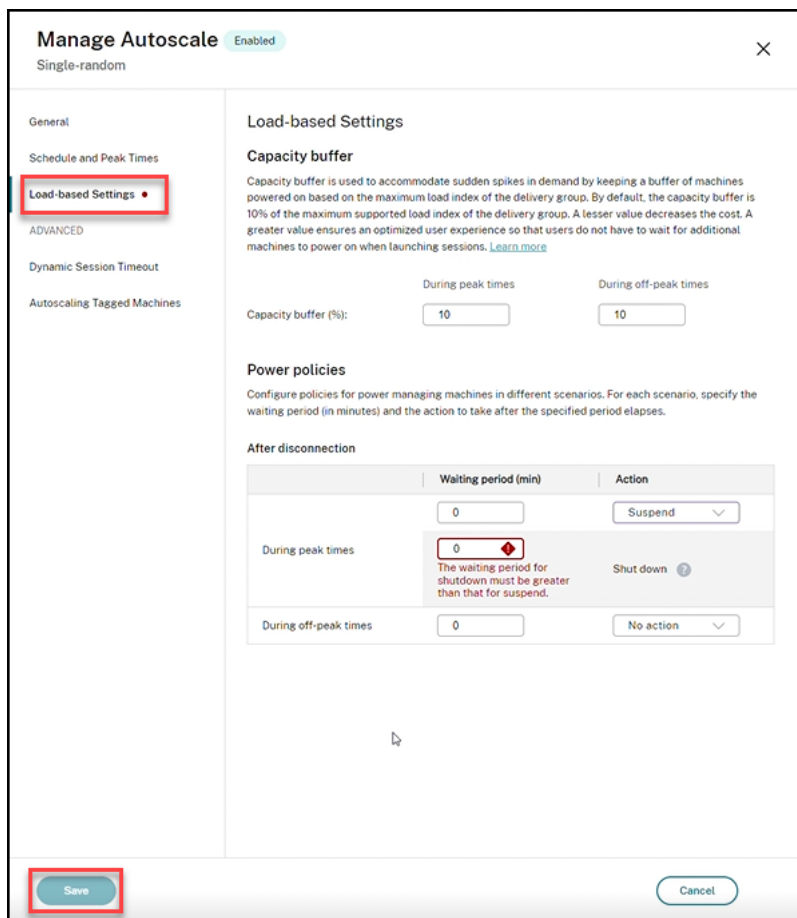 Manage Autoscale Enabled
Single-random
General
Schedule and Peak Times
Load-based Settings
ADVANCED
Dynamic Session Timeout
Autoscaling Tagged Machines
Load-based Settings
Capacity buffer
Capacity buffer is used to accommodate sudden spikes in demand by keeping a buffer of machines
powered on based on the maximum load index of the delivery group. By default, the capacity buffer is
10% of the maximum supported load index of the delivery group. A lesser value decreases the cost. A
greater value ensures an optimized user experience so that users do not have to wait for additional
machines to power on when launching sessions. Learn more
During peak times During off-peak times
Capacity buffer (%): 10 10
Power policies
Configure policies for power managing machines in different scenarios. For each scenario, specify the
waiting period (in minutes) and the action to take after the specified period elapses.
After disconnection
Waiting period (min) Action
0 Suspend
During peak times
0
The waiting period for
shutdown must be greater
than that for suspend.
Shut down ?
During off-peak times 0 No action
Save Cancel